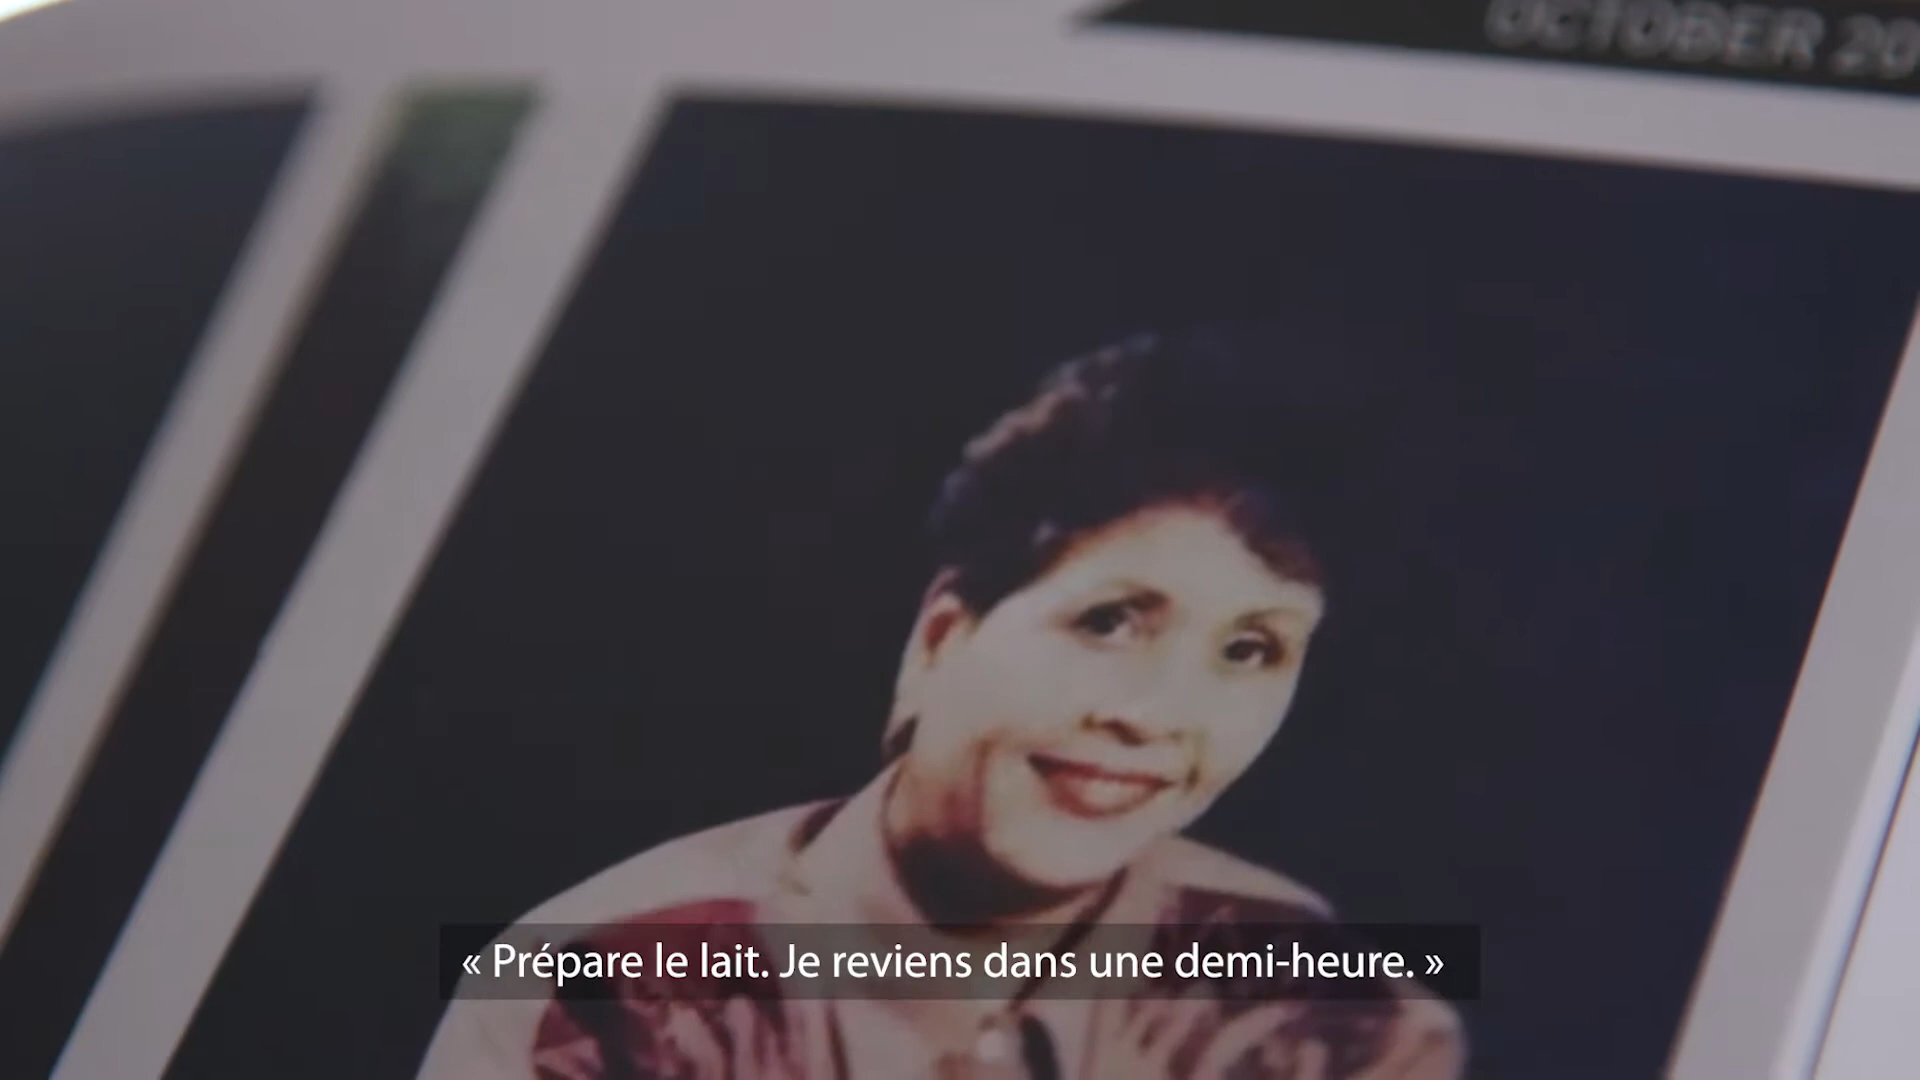 OCTOBER 20
« Prépare le lait. Je reviens dans une demi-heure. »